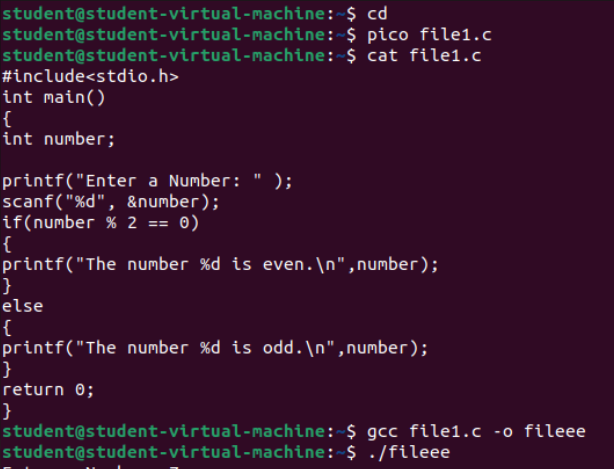 student@student-virtual-machine:~$ cd
student@student-virtual-machine:~$ pico file1.c
student@student-virtual-machine:~$ cat file1.c
#include<stdio.h>
int main()
{
int number;
printf("Enter a Number: " );
scanf("%d", &number);
if(number % 2 == 0)
{
printf("The number %d is even.\n",number);
}
else
{
printf("The number %d is odd.\n",number);
}
return 0;
}
student@student-virtual-machine:~$ gcc file1.c -o fileee
student@student-virtual-machine:~$ ./fileee